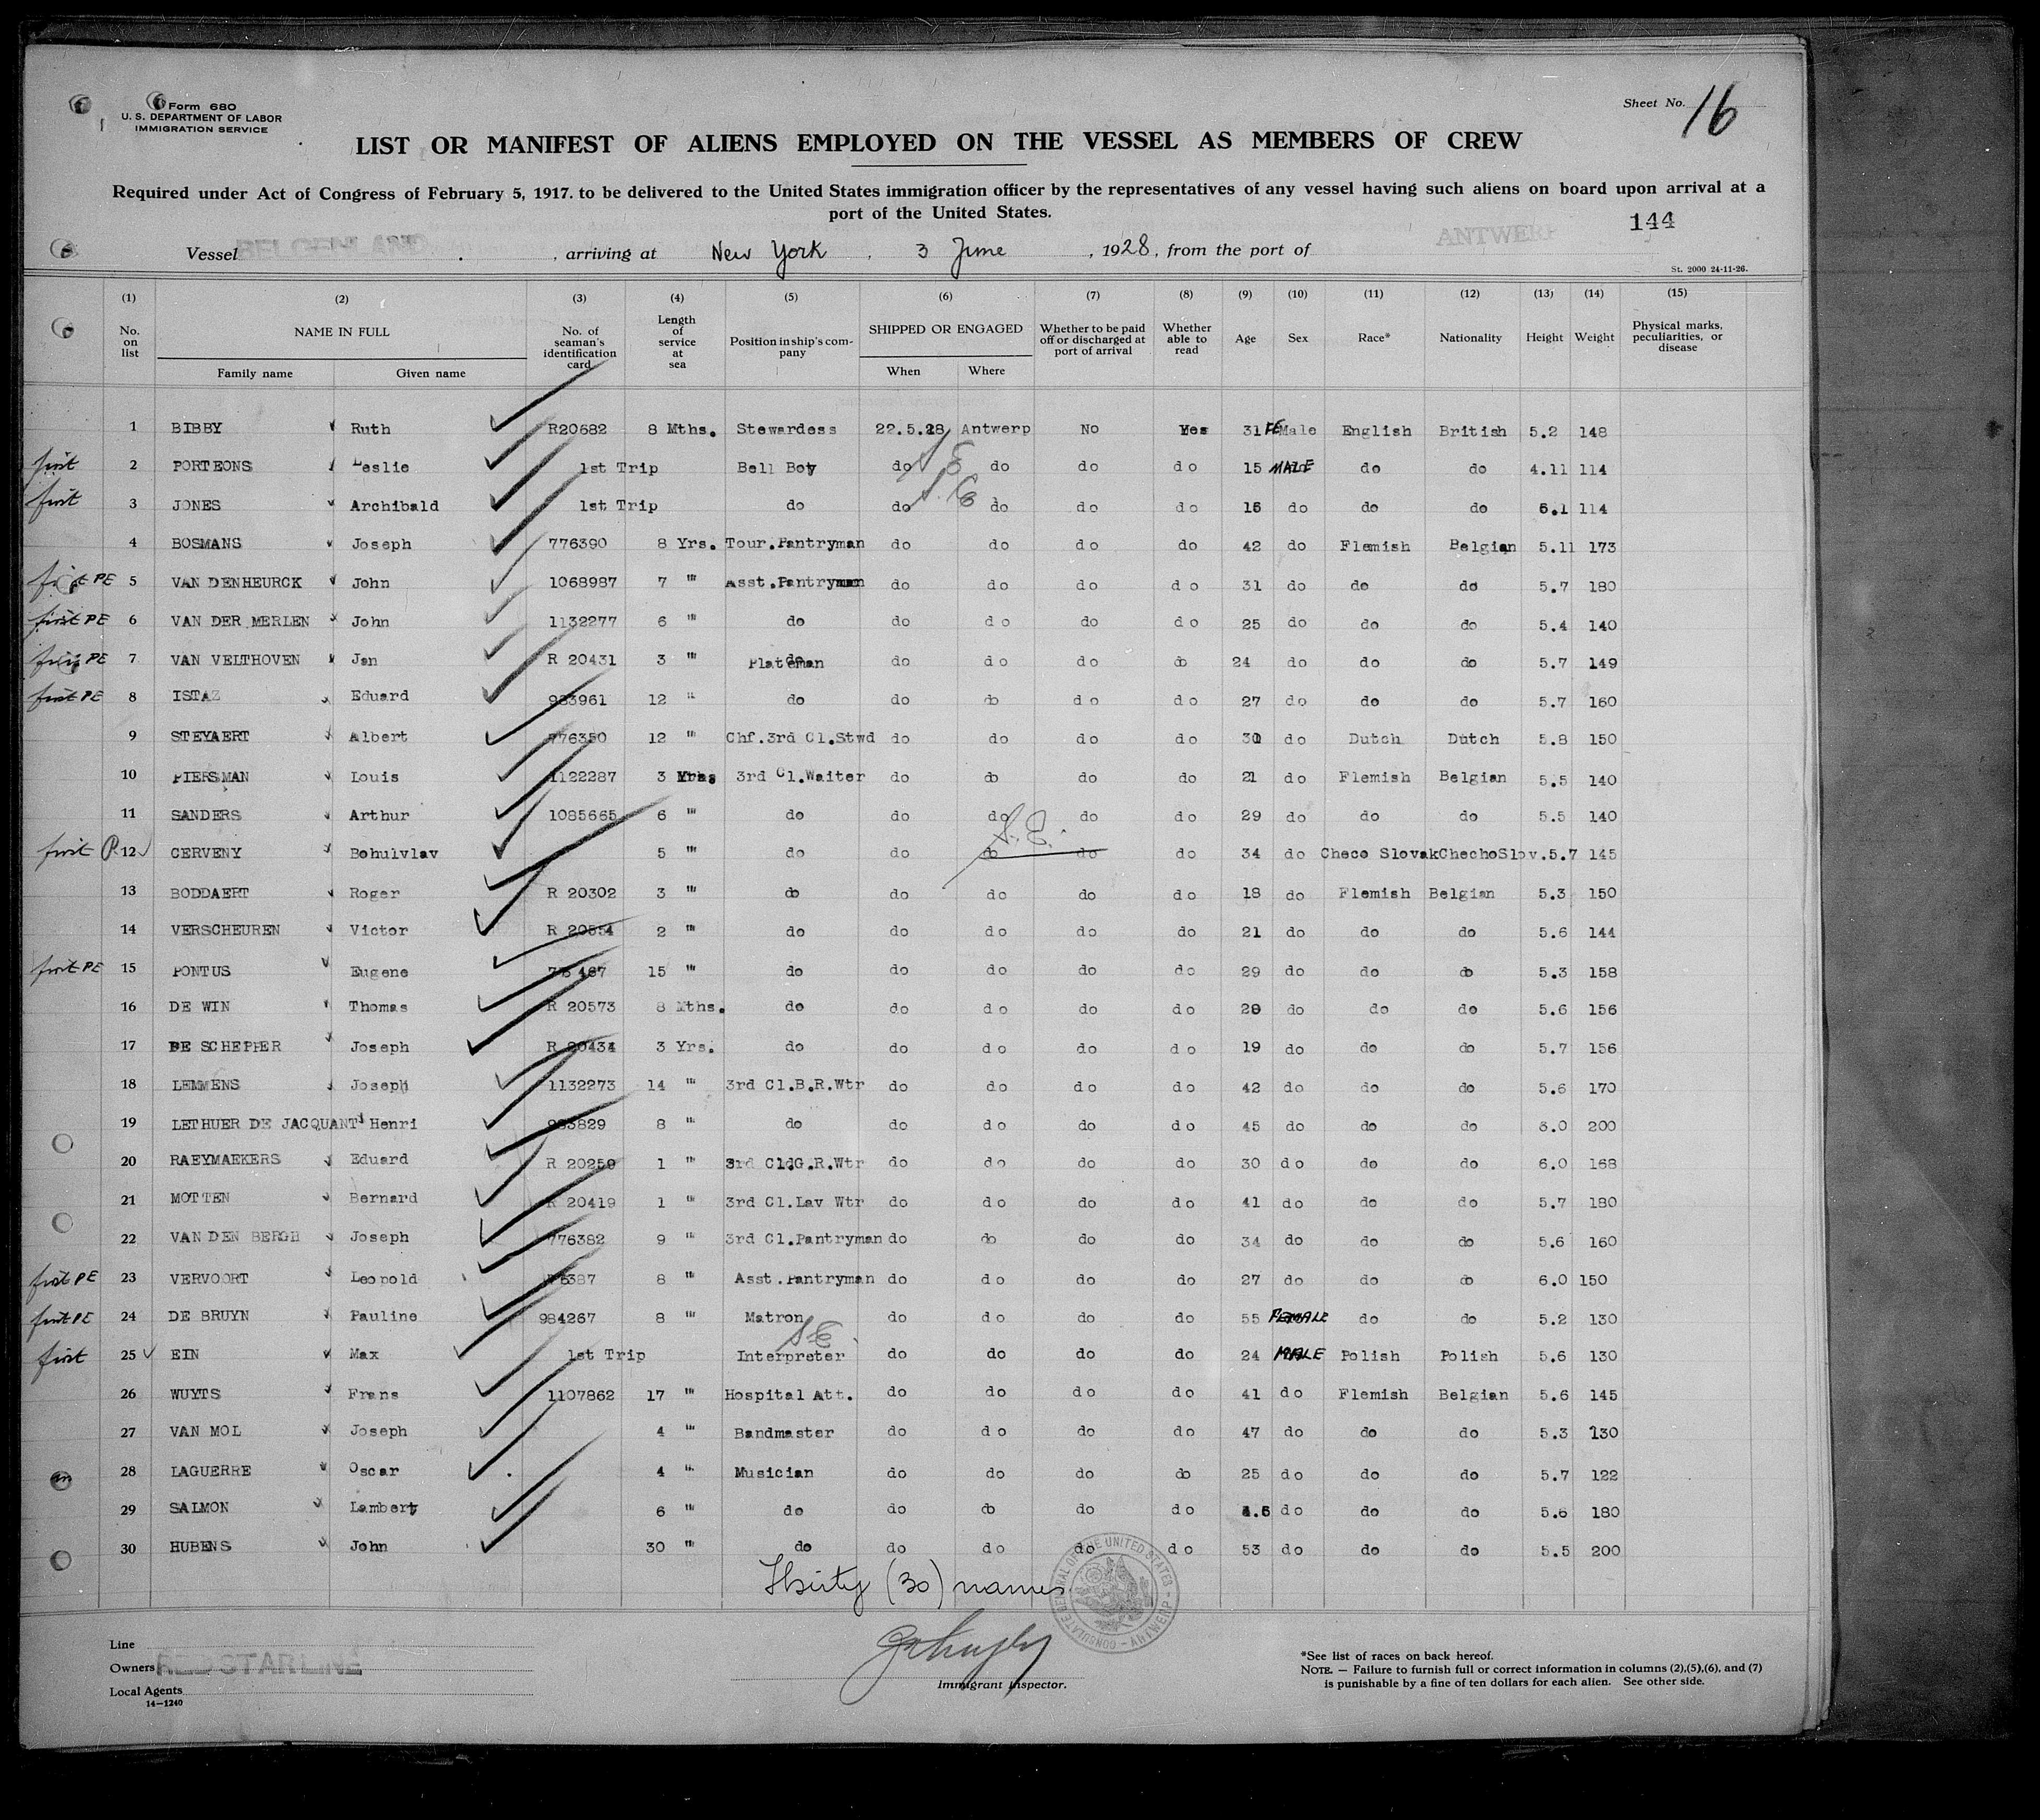 Form 680
U. S. DEPARTMENT OF LABOR
IMMIGRATION SERVICE
Sheet No. 16
LIST OR MANIFEST OF ALIENS EMPLOYED ON THE VESSEL AS MEMBERS OF CREW
Required under Act of Congress of February 5, 1917. to be delivered to the United States immigration officer by the representatives of any vessel having such aliens on board upon arrival at a
port of the United States.
144
Vessel BELGENLAND , arriving at New York , 3 June , 1928, from the port of ANTWERP
St. 2000 24-11-26.
(1) (2) (3) (4) (5) (6) (7) (8) (9) (10) (11) (12) (13) (14) (15)
No. on list NAME IN FULL No. of seaman's identification card Length of service at sea Position in ship's company SHIPPED OR ENGAGED Whether to be paid off or discharged at port of arrival Whether able to read Age Sex Race* Nationality Height Weight Physical marks, peculiarities, or disease
Family name Given name When Where
1 BIBBY Ruth R20682 8 Mths. Stewardess 22.5.28 Antwerp No Yes 31 FEMale English British 5.2 148
first 2 PORTEONS Leslie 1st Trip Bell Boy do do do do 15 MALE do do 4.11 114
first 3 JONES Archibald 1st Trip do do do do do 16 do do do 5.1 114
4 BOSMANS Joseph 776390 8 Yrs. Tour.Pantryman do do do do 42 do Flemish Belgian 5.11 173
first PE 5 VAN DENHEURCK John 1068987 7 "' Asst.Pantryman do do do do 31 do do do 5.7 180
first PE 6 VAN DER MERLEN John 1132277 6 "' do do do do do 25 do do do 5.4 140
first PE 7 VAN VELTHOVEN Jan R 20431 3 "' Plateman do do do do 24 do do do 5.7 149
first PE 8 ISTAZ Eduard 983961 12 " do do do do do 27 do do do 5.7 160
9 STEYAERT Albert 776350 12 "' Chf.3rd Cl.Stwd do do do do 30 do Dutch Dutch 5.8 150
10 PIERSMAN Louis 1122287 3 Yrs 3rd Cl.Waiter do do do do 21 do Flemish Belgian 5.5 140
11 SANDERS Arthur 1085665 6 "' do do do do do 29 do do do 5.5 140
first P. 12 CERVENY Bohulvlav 5 "' do do do do do 34 do Checo Slovak ChechoSlov. 5.7 145
13 BODDAERT Roger R 20302 3 "' do do do do do 18 do Flemish Belgian 5.3 150
14 VERSCHEUREN Victor R 20554 2 "' do do do do do 21 do do do 5.6 144
first PE 15 PONTUS Eugene 15 "' do do do do do 29 do do do 5.3 158
16 DE WIN Thomas R 20573 8 Mths. do do do do do 29 do do do 5.6 156
17 DE SCHEPPER Joseph R 20434 3 Yrs. do do do do do 19 do do do 5.7 156
18 LEMMENS Joseph 1132273 14 "' 3rd Cl.B.R.Wtr do do do do 42 do do do 5.6 170
19 LETHUER DE JACQUANT Henri 983829 8 " do do do do do 45 do do do 6.0 200
20 RAEYMAEKERS Eduard R 20259 1 "' 3rd Cl.G.R.Wtr do do do do 30 do do do 6.0 168
21 MOTTEN Bernard R 20419 1 "' 3rd Cl.Lav Wtr do do do do 41 do do do 5.7 180
22 VAN DEN BERGH Joseph 776382 9 "' 3rd Cl.Pantryman do do do do 34 do do do 5.6 160
first PE 23 VERVOORT Leopold 8 "' Asst.Pantryman do do do do 27 do do do 6.0 150
first PE 24 DE BRUYN Pauline 984267 8 "' Matron do do do do 55 FEMALE do do 5.2 130
first 25 EIN Max 1st Trip Interpreter do do do do 24 MALE Polish Polish 5.6 130
26 WUYTS Frans 1107862 17 "' Hospital Att. do do do do 41 do Flemish Belgian 5.6 145
27 VAN MOL Joseph 4 "' Bandmaster do do do do 47 do do do 5.3 130
28 LAGUERRE Oscar 4 " Musician do do do do 25 do do do 5.7 122
29 SALMON Lambert 6 "' do do do do do do do do 5.6 180
30 HUBENS John 30 "' do do do do do 53 do do do 5.5 200
Thirty (30) names
CONSULATE GENERAL OF THE UNITED STATES - ANTWERP -
Line
Owners RED STAR LINE
Local Agents
14—1240
Immigrant Inspector.
*See list of races on back hereof.
NOTE. — Failure to furnish full or correct information in columns (2),(5),(6), and (7)
is punishable by a fine of ten dollars for each alien. See other side.